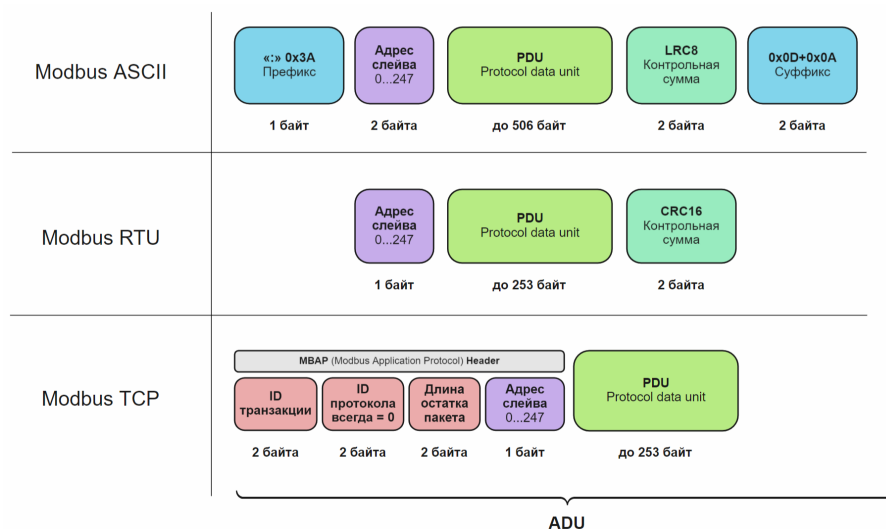 Modbus ASCII
«:» 0x3A
Префикс
Адрес
слейва
0...247
PDU
Protocol data unit
LRC8
Контрольная
сумма
0x0D+0x0A
Суффикс
1 байт
2 байта
до 506 байт
2 байта
2 байта
Modbus RTU
Адрес
слейва
0...247
PDU
Protocol data unit
CRC16
Контрольная
сумма
1 байт
до 253 байт
2 байта
Modbus TCP
MBAP (Modbus Application Protocol) Header
ID
транзакции
ID
протокола
всегда = 0
Длина
остатка
пакета
Адрес
слейва
0...247
PDU
Protocol data unit
2 байта
2 байта
2 байта
1 байт
до 253 байт
ADU